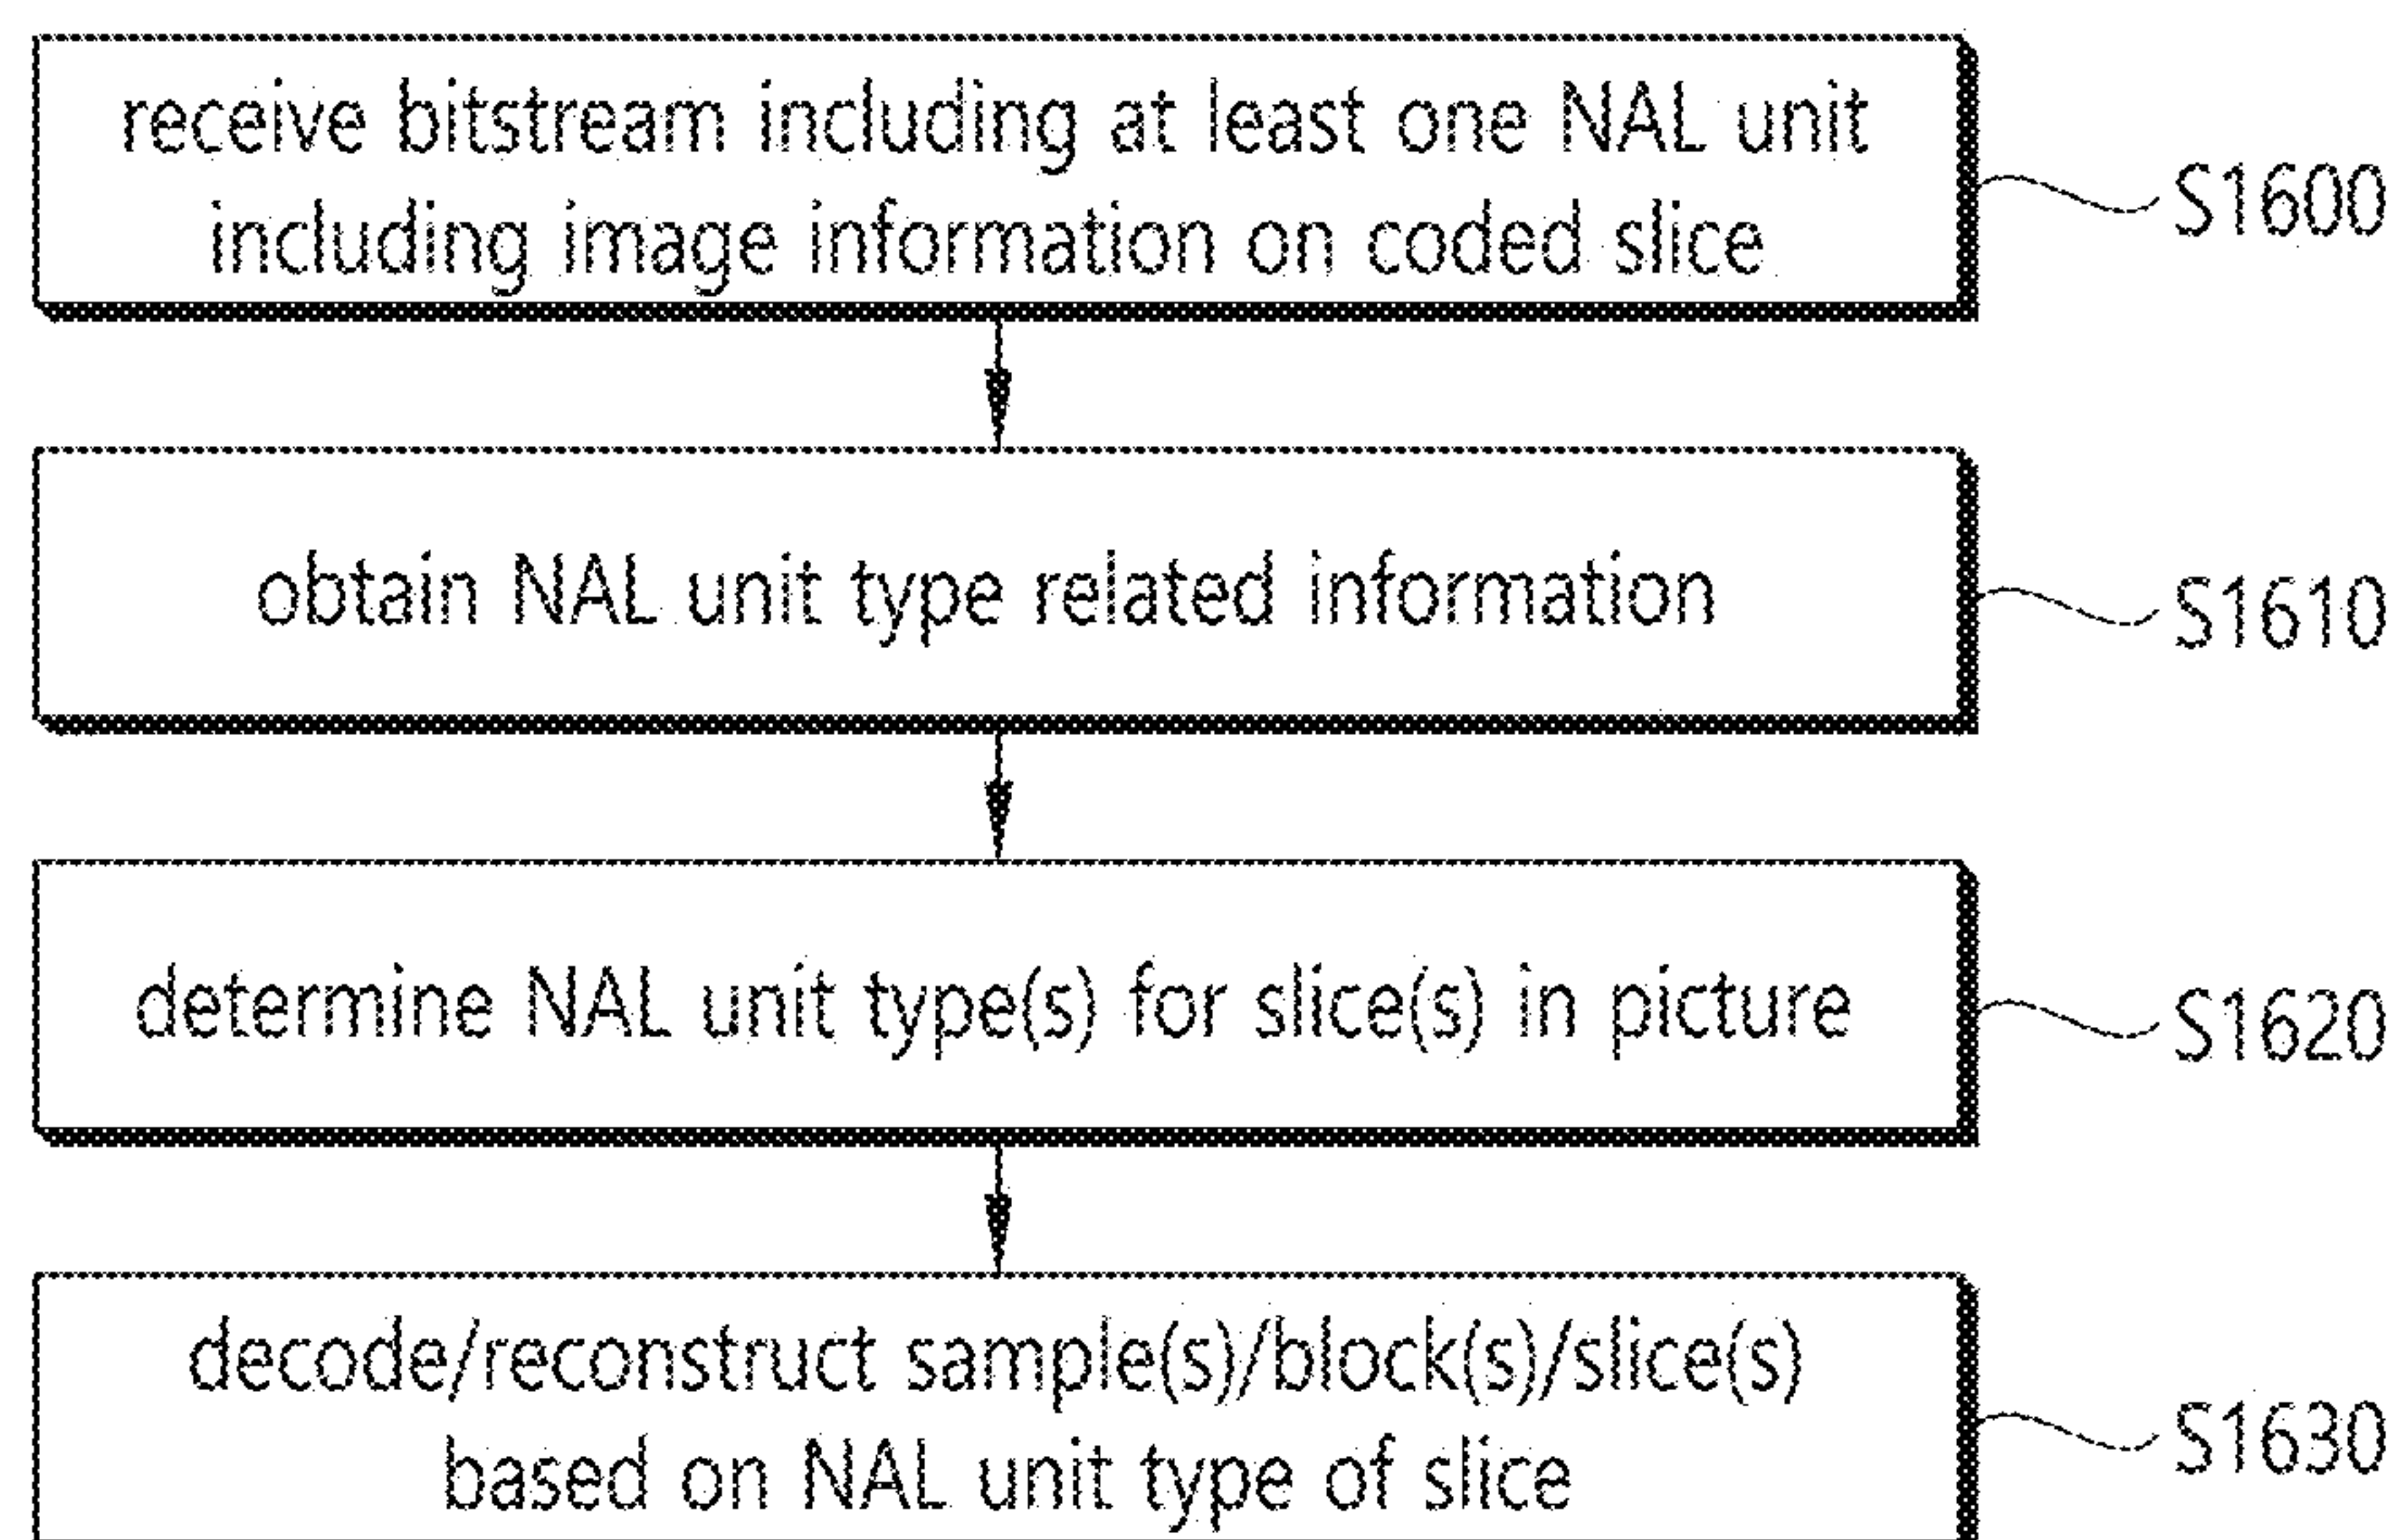 receive bitstream including at least one NAL unit
including image information on coded slice
S1600
obtain NAL unit type related information
S1610
determine NAL unit type(s) for slice(s) in picture
S1620
decode/reconstruct sample(s)/block(s)/slice(s)
based on NAL unit type of slice
S1630